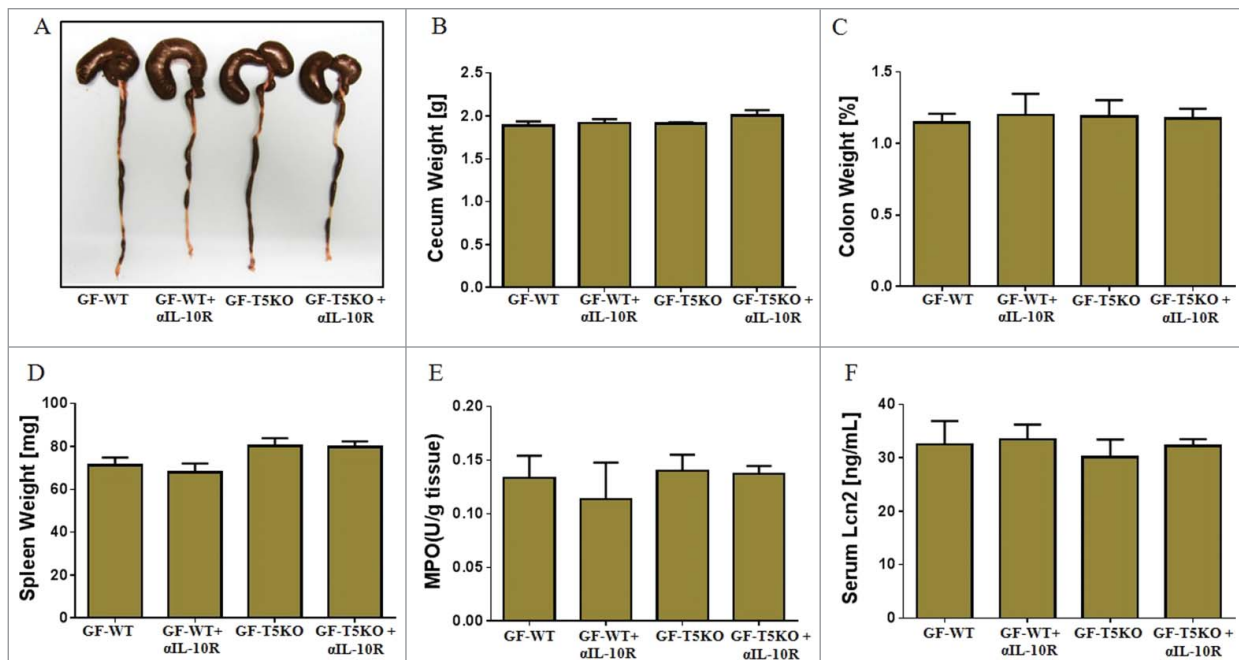 A
GF-WT
GF-WT+
αIL-10R
GF-T5KO
GF-T5KO +
αIL-10R
B
Cecum Weight [g]
2.5
2.0
1.5
1.0
0.5
0.0
GF-WT
GF-WT+
αIL-10R
GF-T5KO
GF-T5KO +
αIL-10R
C
Colon Weight [%]
1.5
1.0
0.5
0.0
GF-WT
GF-WT+
αIL-10R
GF-T5KO
GF-T5KO +
αIL-10R
D
Spleen Weight [mg]
100
80
60
40
20
0
GF-WT
GF-WT+
αIL-10R
GF-T5KO
GF-T5KO +
αIL-10R
E
MPO(U/g tissue)
0.20
0.15
0.10
0.05
0.00
GF-WT
GF-WT+
αIL-10R
GF-T5KO
GF-T5KO +
αIL-10R
F
Serum Lcn2 [ng/mL]
40
30
20
10
0
GF-WT
GF-WT+
αIL-10R
GF-T5KO
GF-T5KO +
αIL-10R